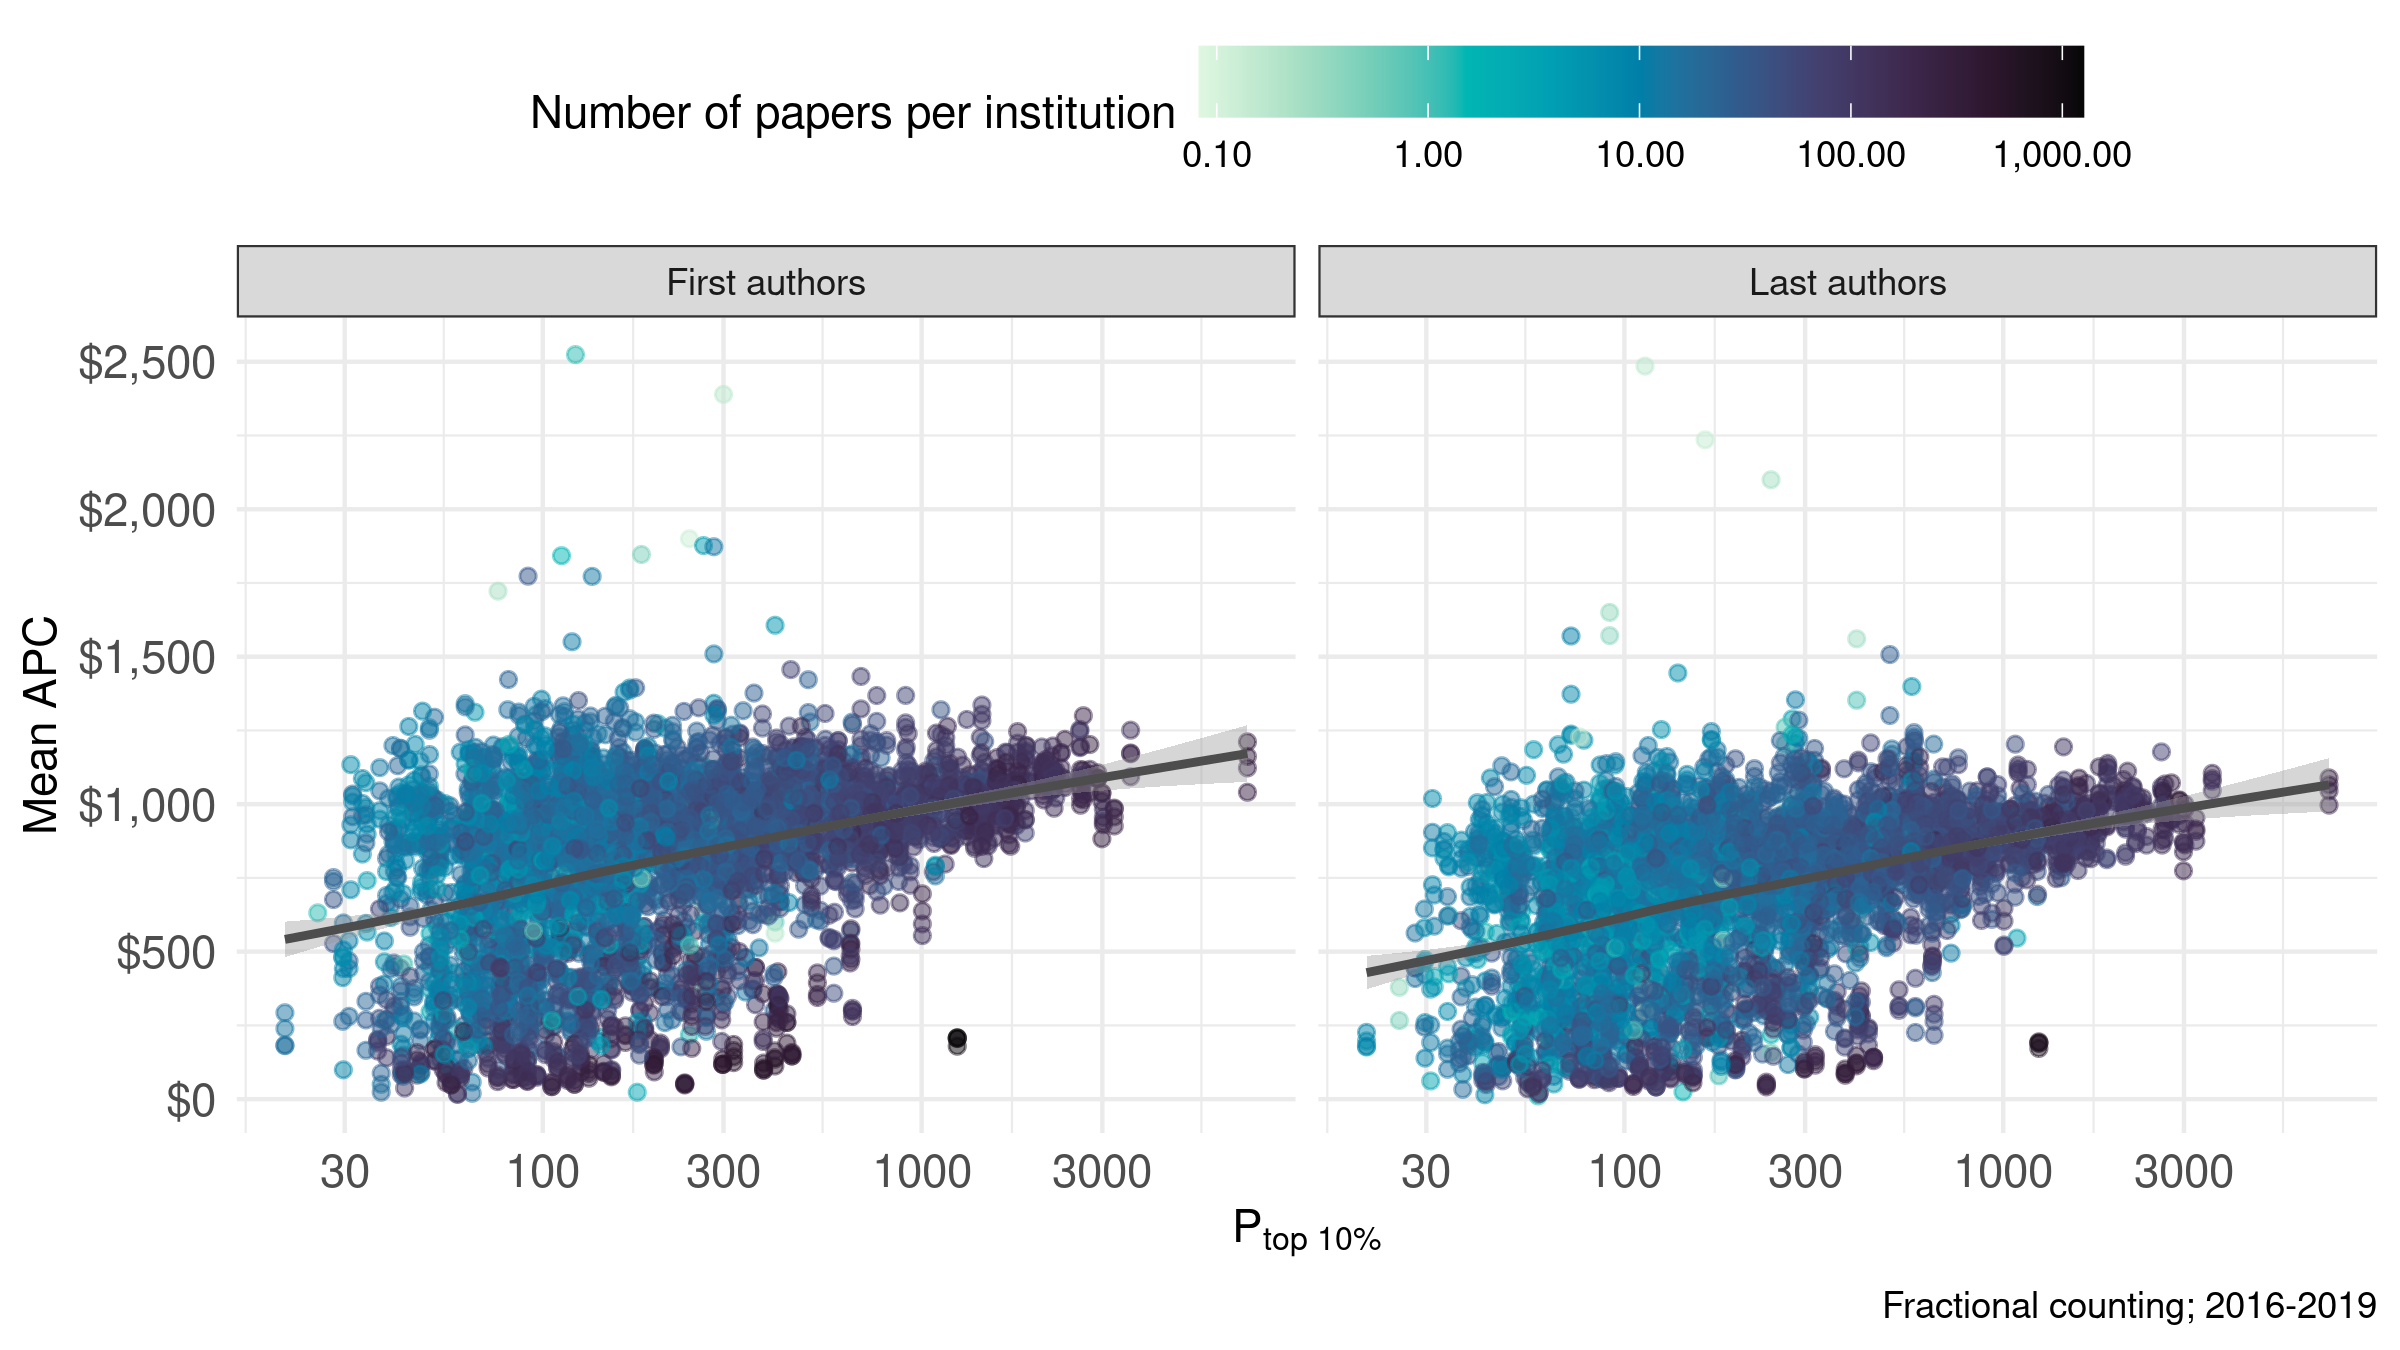 Number of papers per institution
0.10 1.00 10.00 100.00 1,000.00
First authors Last authors
$2,500
$2,000
$1,500
$1,000
$500
$0
Mean APC
30 100 300 1000 3000 30 100 300 1000 3000
Ptop 10%
Fractional counting; 2016-2019